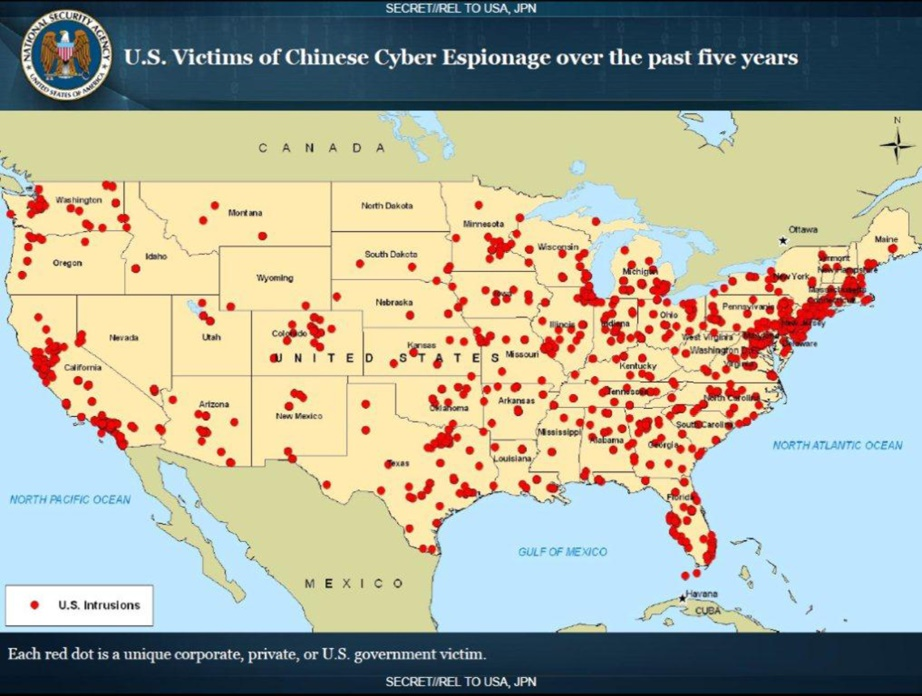 SECRET//REL TO USA, JPN
NATIONAL SECURITY AGENCY
UNITED STATES OF AMERICA
U.S. Victims of Chinese Cyber Espionage over the past five years
N
CANADA
Washington
Montana
North Dakota
Minnesota
Ottawa
Maine
Oregon
Idaho
South Dakota
Wisconsin
Michigan
Vermont
New York
New Hampshire
Massachusetts
Wyoming
Nebraska
Ohio
Pennsylvania
Nevada
Utah
Colorado
Illinois
Indiana
New Jersey
West Virginia
Delaware
UNITED STATES
Kansas
Missouri
Washington
California
Kentucky
Virginia
Tennessee
North Carolina
Arizona
New Mexico
Oklahoma
Arkansas
Mississippi
Alabama
Georgia
South Carolina
NORTH ATLANTIC OCEAN
Texas
Louisiana
NORTH PACIFIC OCEAN
Florida
GULF OF MEXICO
MEXICO
Havana
CUBA
U.S. Intrusions
Each red dot is a unique corporate, private, or U.S. government victim.
SECRET//REL TO USA, JPN